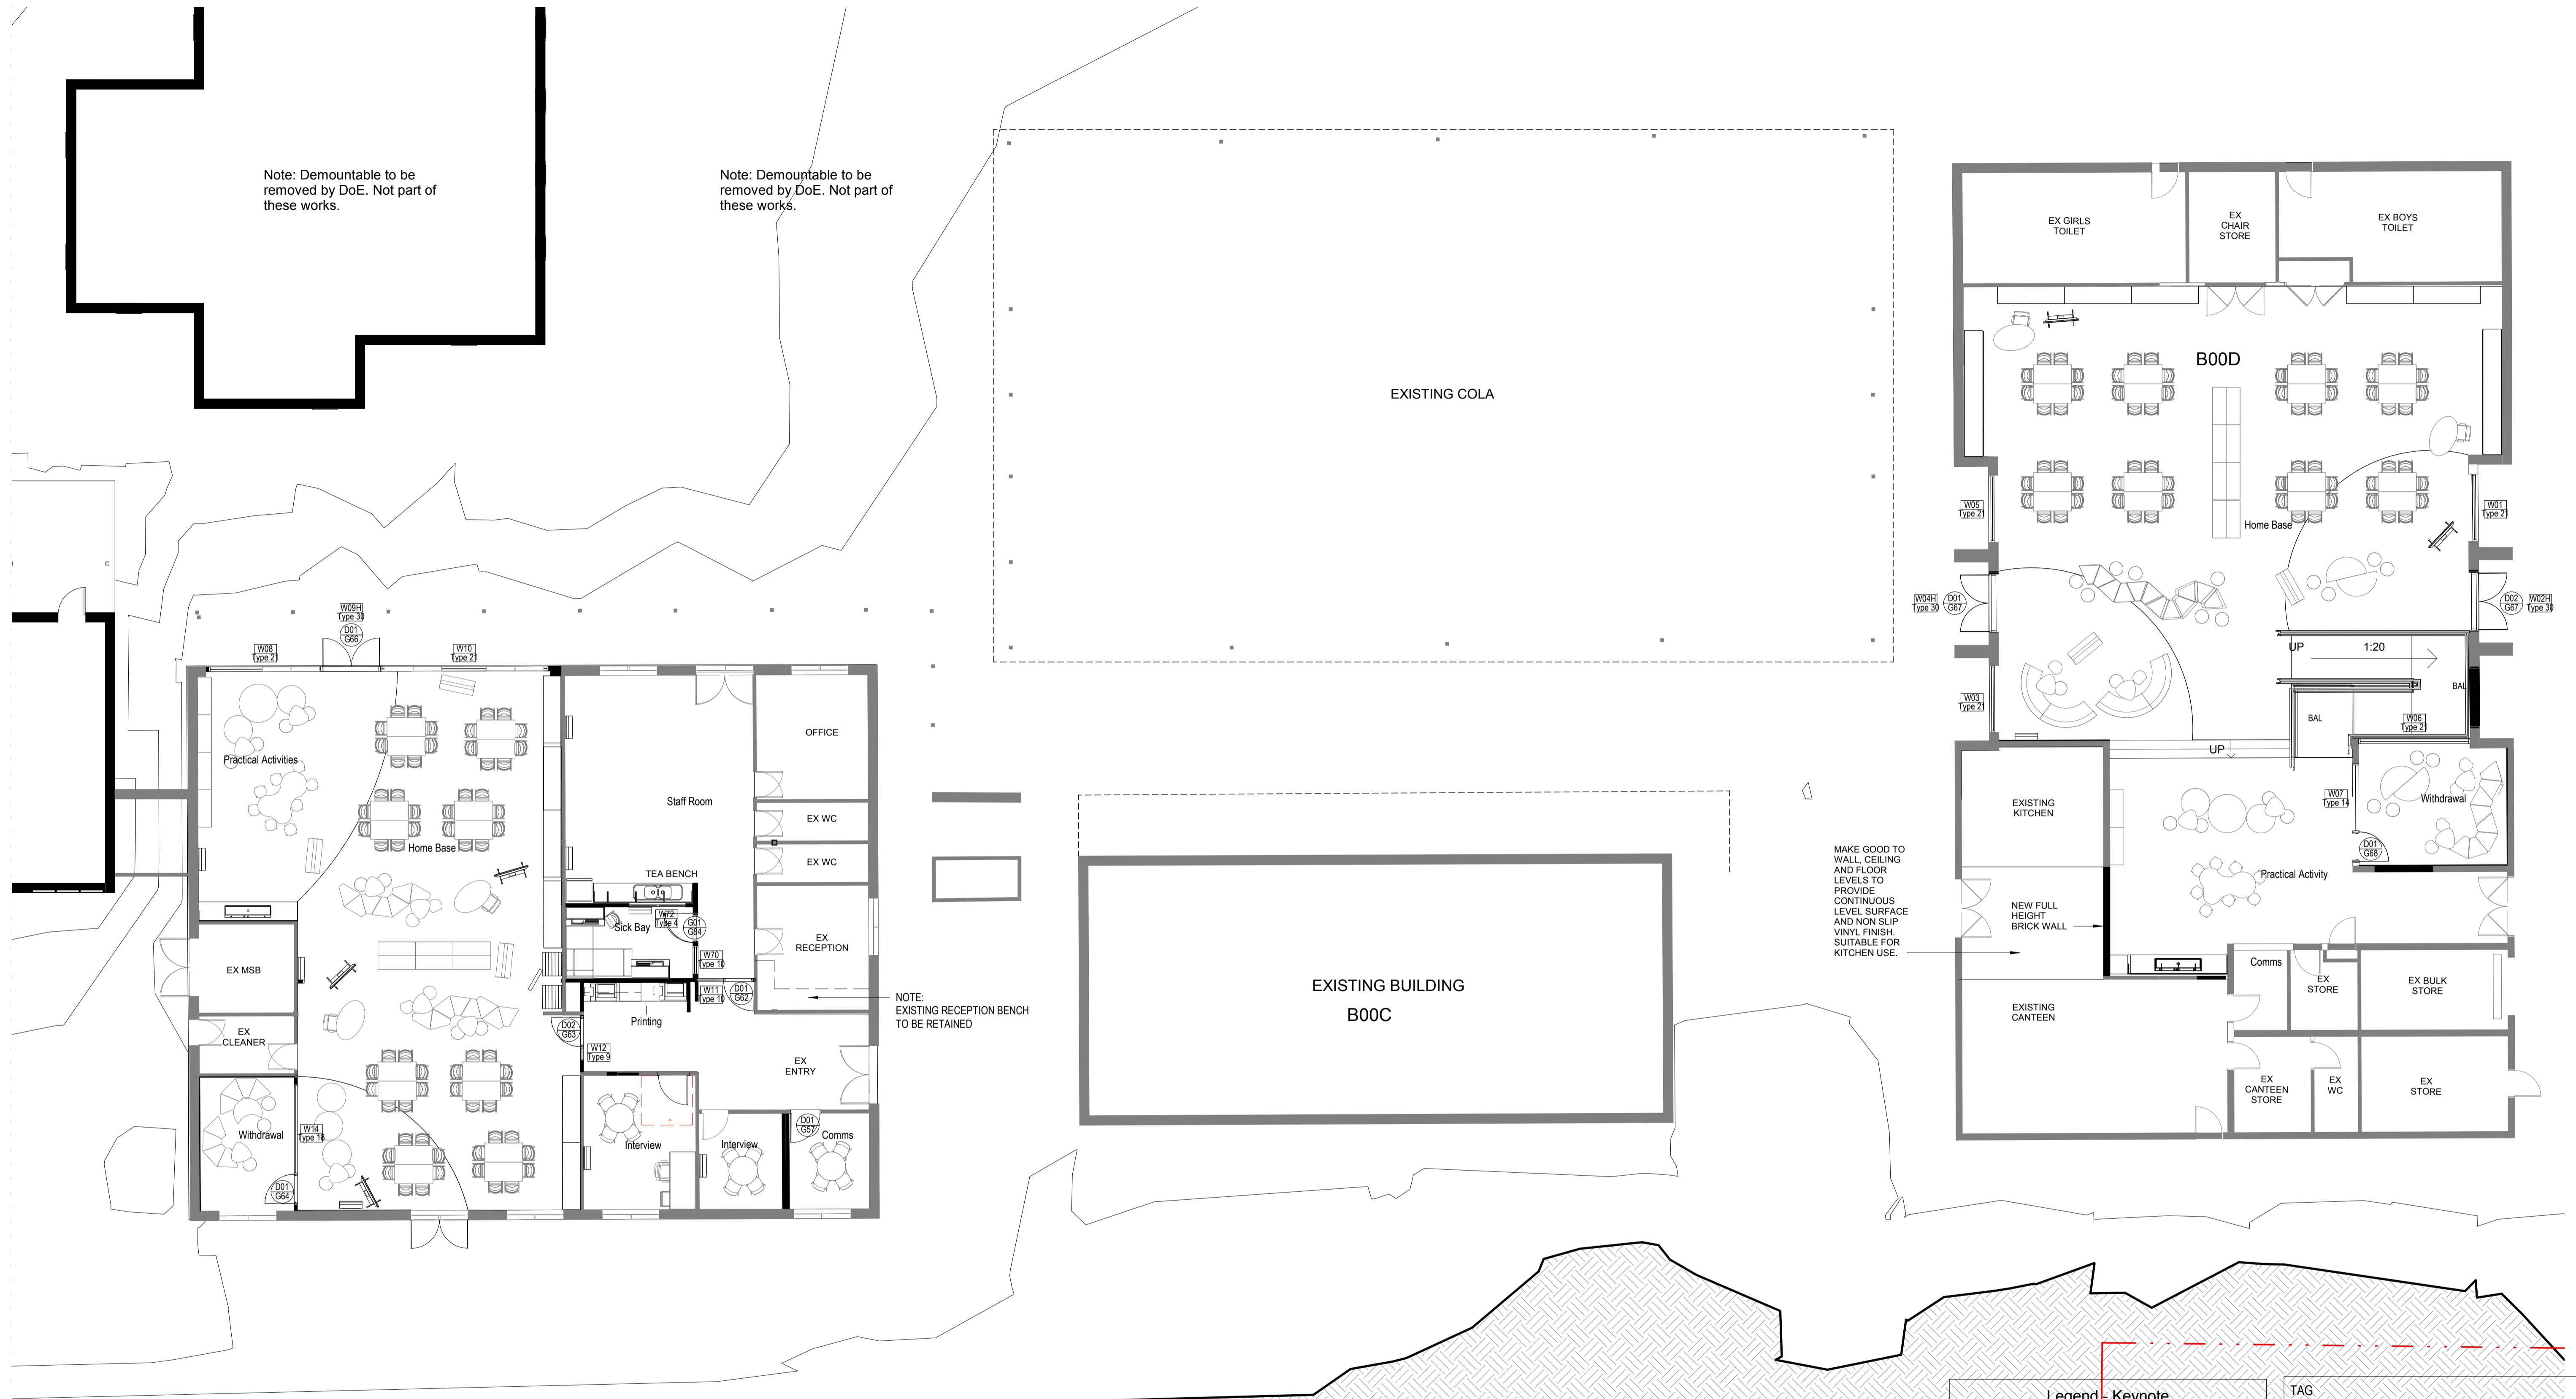 Note: Demountable to be
removed by DoE. Not part of
these works.
Note: Demountable to be
removed by DoE. Not part of
these works.
EXISTING COLA
EX GIRLS
TOILET
EX
CHAIR
STORE
EX BOYS
TOILET
B00D
Home Base
W05
Type 21
W01
Type 21
W04H
Type 30
D01
G67
D02
G67
W02H
Type 30
W03
Type 21
UP
1:20
BAL
BAL
W06
Type 21
UP
EXISTING
KITCHEN
W07
Type 14
Withdrawal
D01
G68
Practical Activity
MAKE GOOD TO
WALL, CEILING
AND FLOOR
LEVELS TO
PROVIDE
CONTINUOUS
LEVEL SURFACE
AND NON SLIP
VINYL FINISH.
SUITABLE FOR
KITCHEN USE.
NEW FULL
HEIGHT
BRICK WALL
Comms
EX
STORE
EX BULK
STORE
EXISTING
CANTEEN
EX
CANTEEN
STORE
EX
WC
EX
STORE
W09H
Type 30
D01
G66
W08
Type 21
W10
Type 21
Practical Activities
Home Base
Staff Room
OFFICE
EX WC
EX WC
TEA BENCH
Sick Bay
W72
Type 4
G01
G84
W70
Type 10
EX
RECEPTION
EX MSB
W11
Type 10
D01
G62
NOTE:
EXISTING RECEPTION BENCH
TO BE RETAINED
Printing
D02
G63
EX
CLEANER
W12
Type 9
EX
ENTRY
Withdrawal
W14
Type 18
D01
G64
Interview
Interview
D01
G57
Comms
EXISTING BUILDING
B00C
Legend - Keynote
TAG